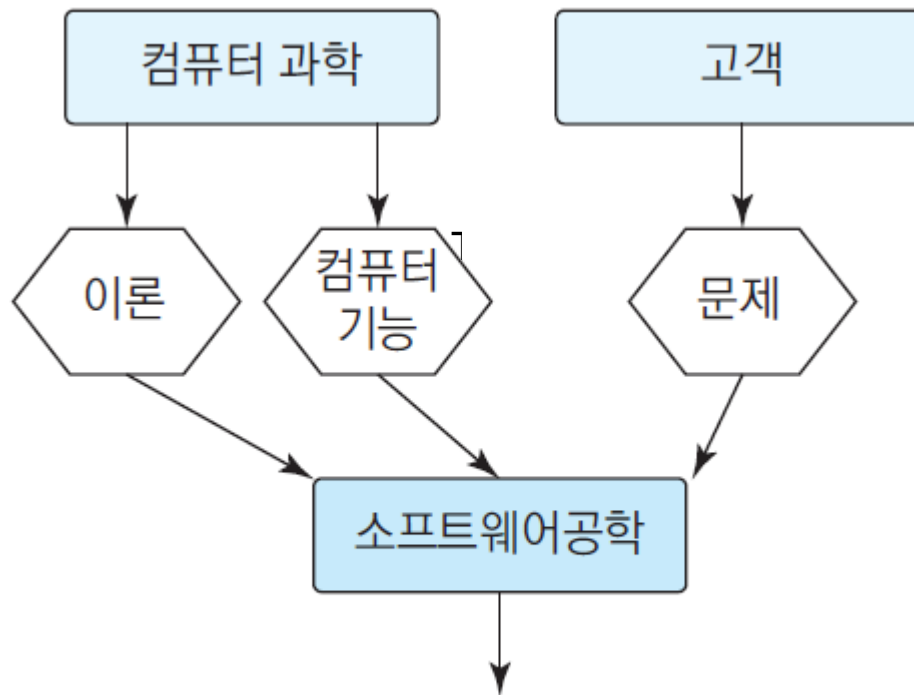 컴퓨터 과학
고객
이론
컴퓨터
기능
문제
소프트웨어공학